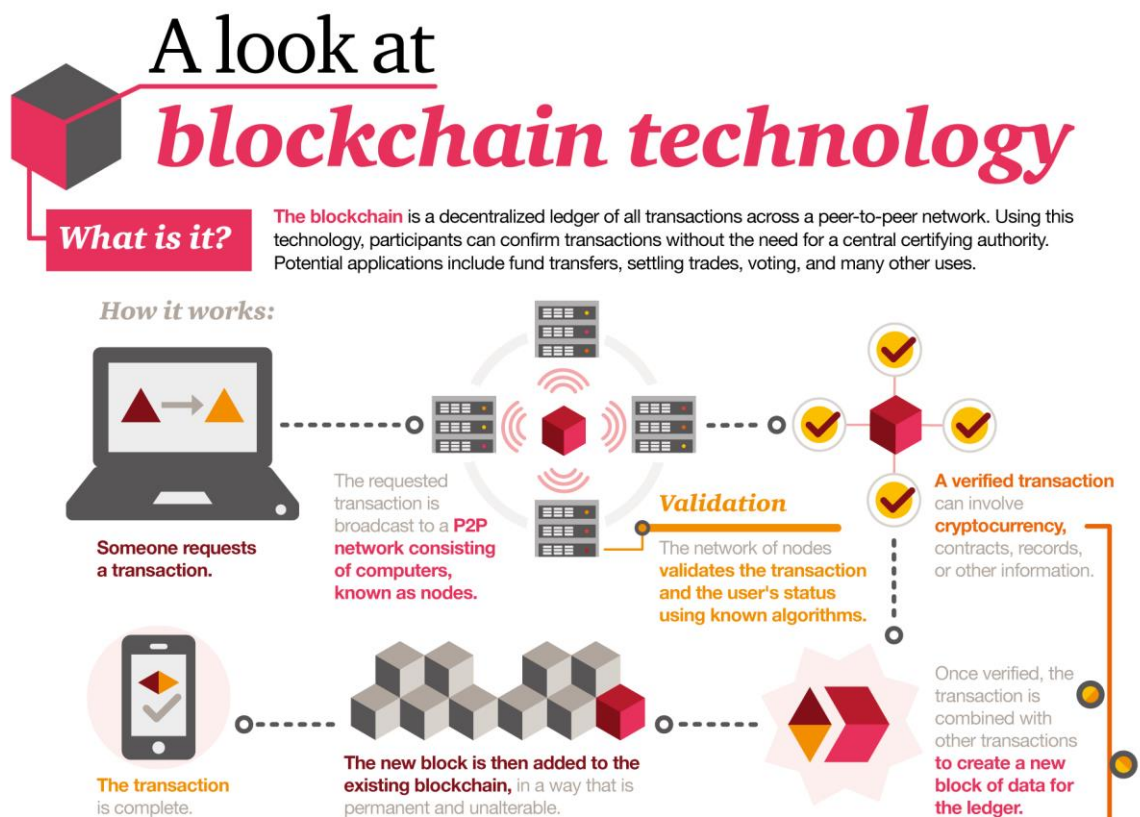 A look at
blockchain technology
What is it?
The blockchain is a decentralized ledger of all transactions across a peer-to-peer network. Using this
technology, participants can confirm transactions without the need for a central certifying authority.
Potential applications include fund transfers, settling trades, voting, and many other uses.
How it works:
Someone requests
a transaction.
The requested
transaction is
broadcast to a P2P
network consisting
of computers,
known as nodes.
Validation
The network of nodes
validates the transaction
and the user's status
using known algorithms.
A verified transaction
can involve
cryptocurrency,
contracts, records,
or other information.
Once verified, the
transaction is
combined with
other transactions
to create a new
block of data for
the ledger.
The new block is then added to the
existing blockchain, in a way that is
permanent and unalterable.
The transaction
is complete.